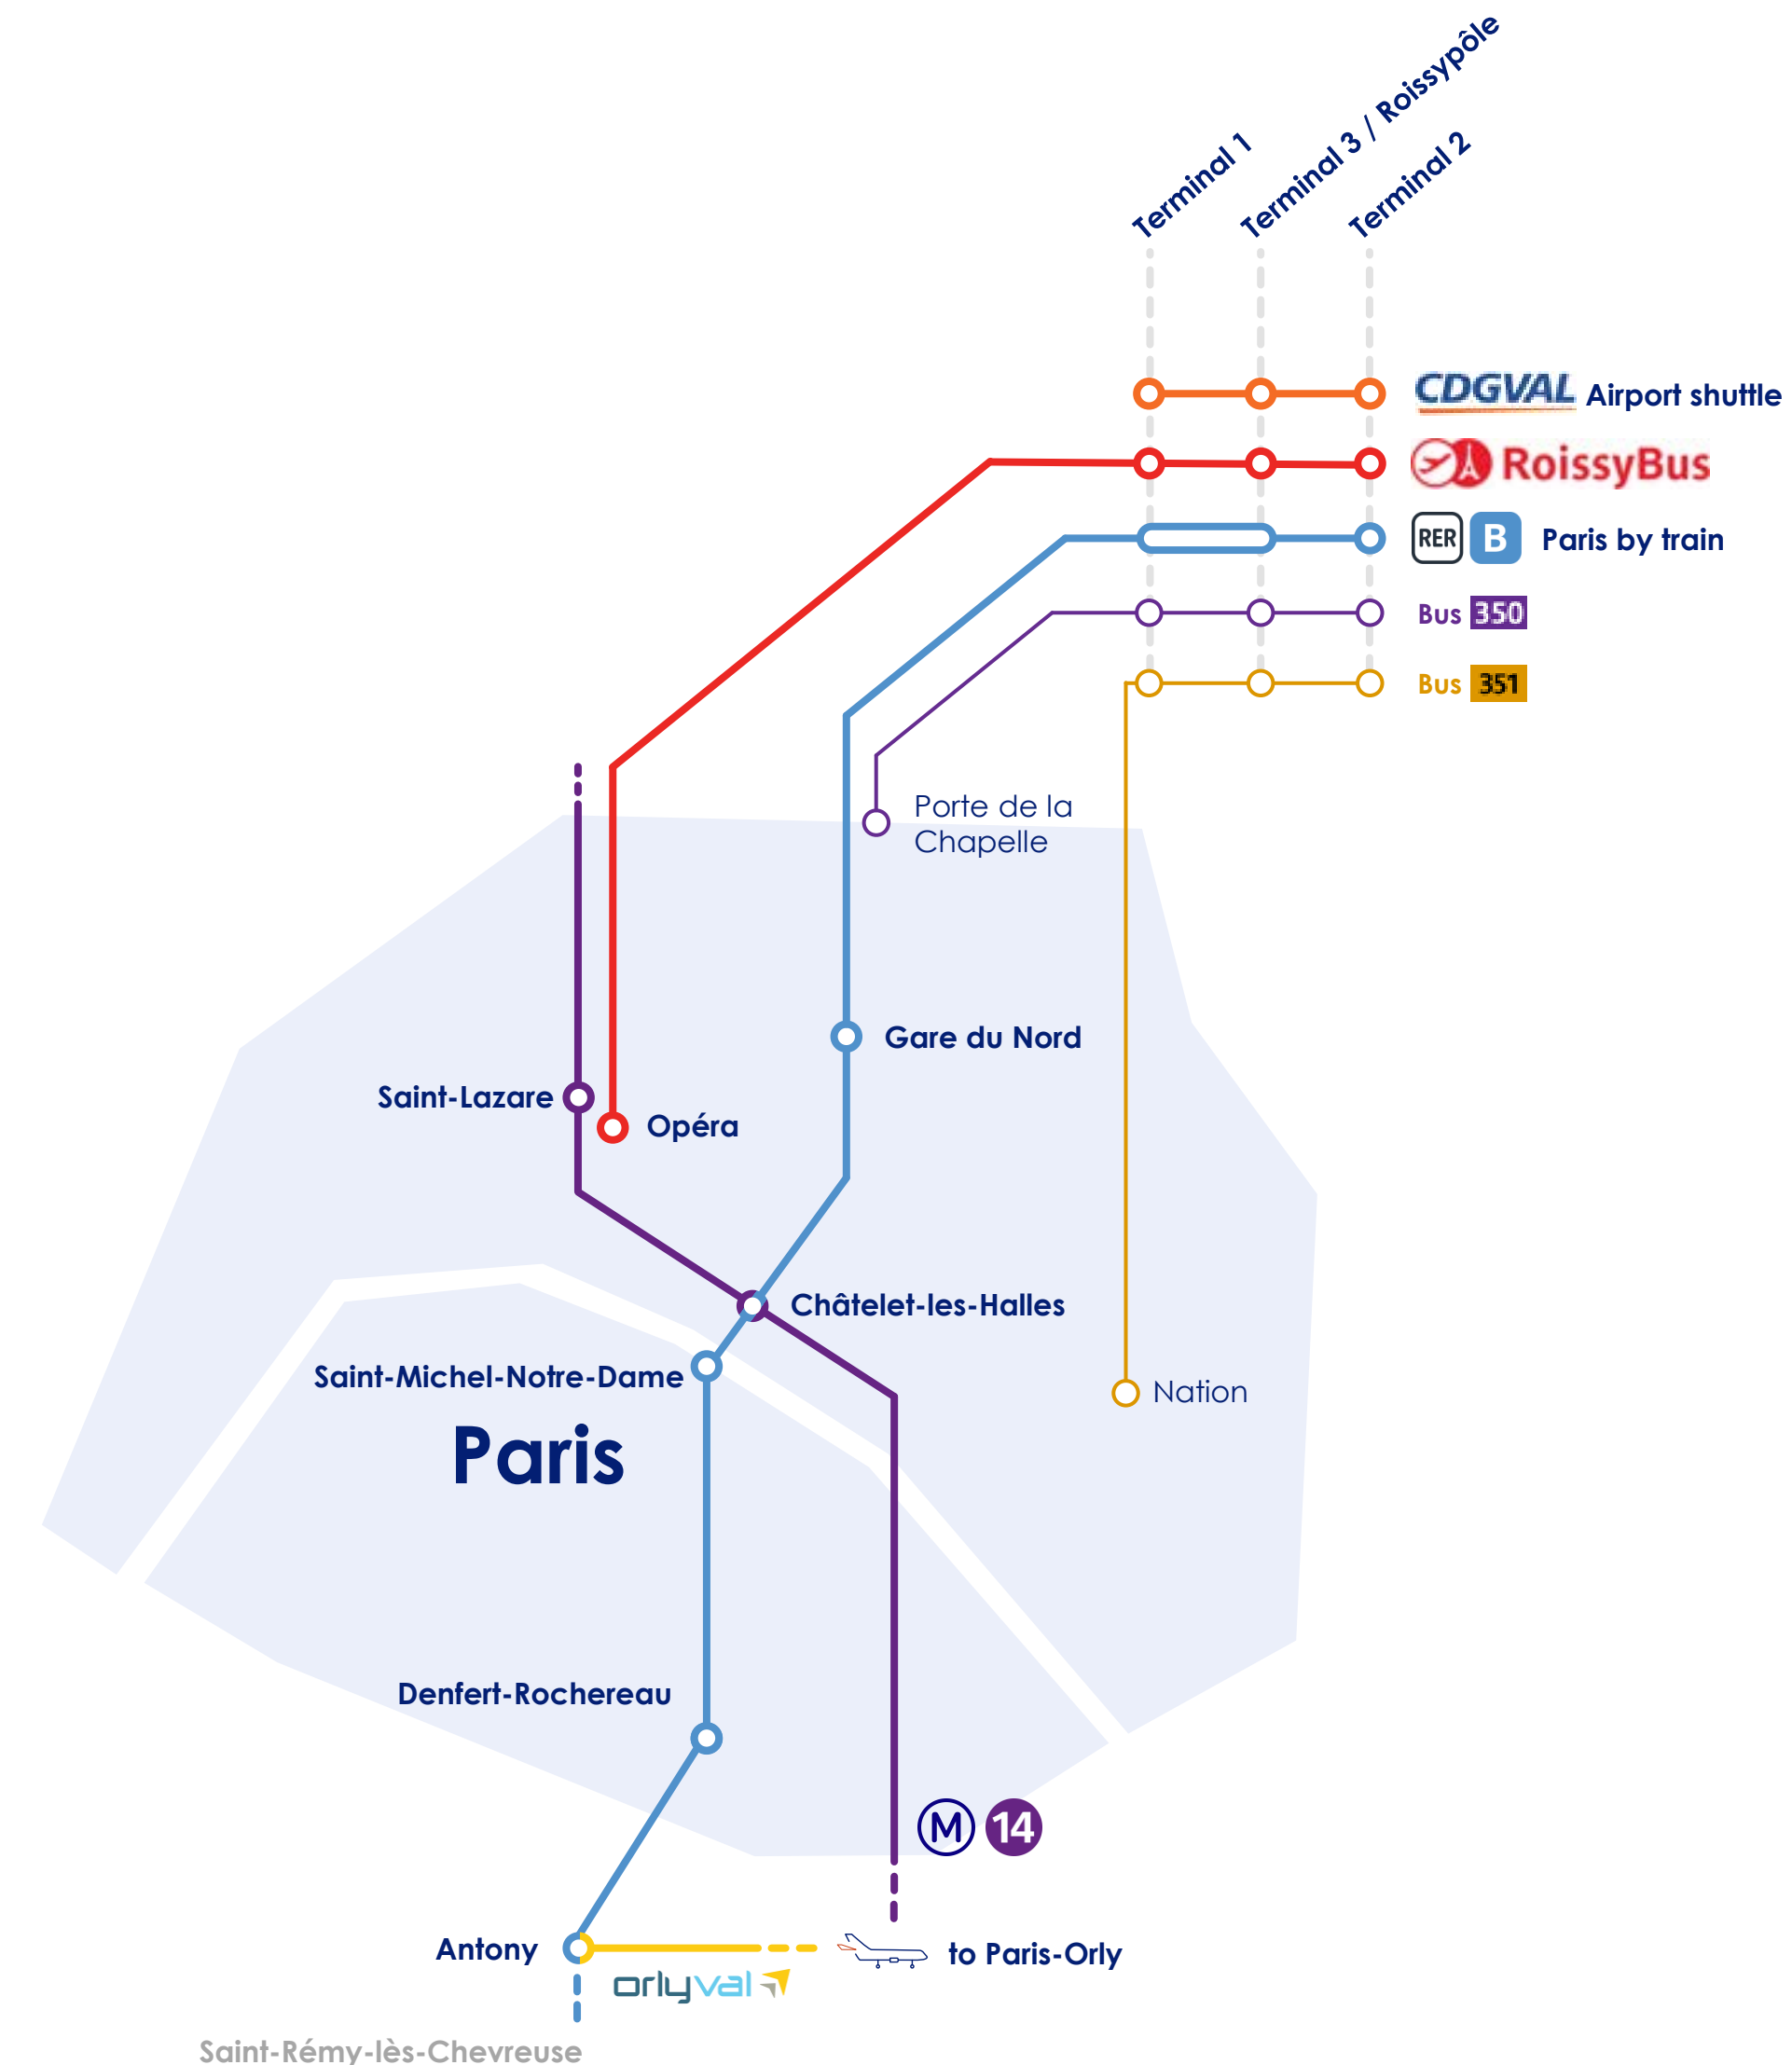 Terminal 1
Terminal 3 / Roissypôle
Terminal 2
CDGVAL Airport shuttle
RoissyBus
RER B Paris by train
Bus 350
Bus 351
Porte de la
Chapelle
Gare du Nord
Saint-Lazare
Opéra
Châtelet-les-Halles
Saint-Michel-Notre-Dame
Nation
Paris
Denfert-Rochereau
M 14
Antony
to Paris-Orly
orlyval
Saint-Rémy-lès-Chevreuse